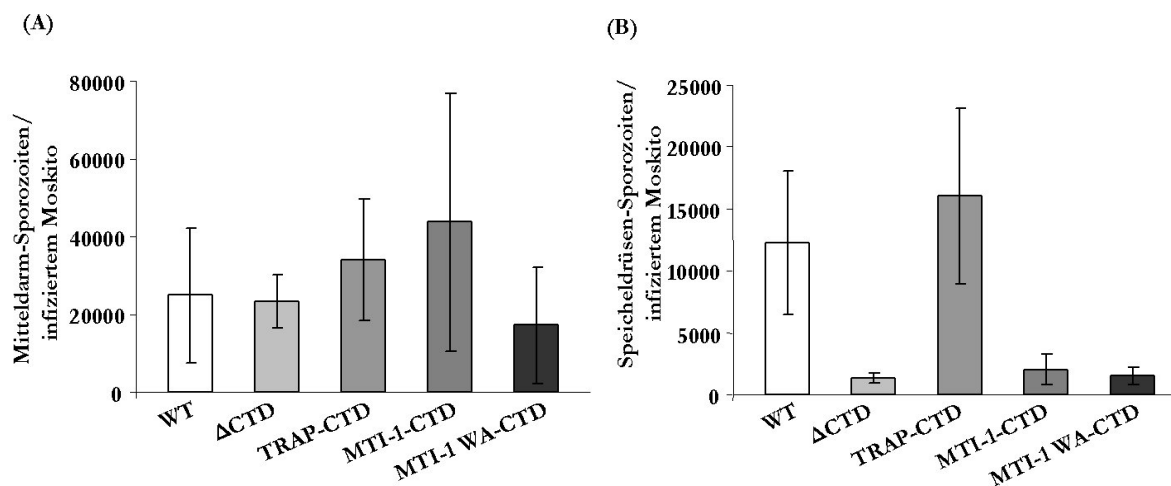 (A)
Mitteldarm-Sporozoiten/
infiziertem Moskito
80000
60000
40000
20000
0
WT
ΔCTD
TRAP-CTD
MTI-1-CTD
MTI-1 WA-CTD
(B)
Speicheldrüsen-Sporozoiten/
infiziertem Moskito
25000
20000
15000
10000
5000
0
WT
ΔCTD
TRAP-CTD
MTI-1-CTD
MTI-1 WA-CTD